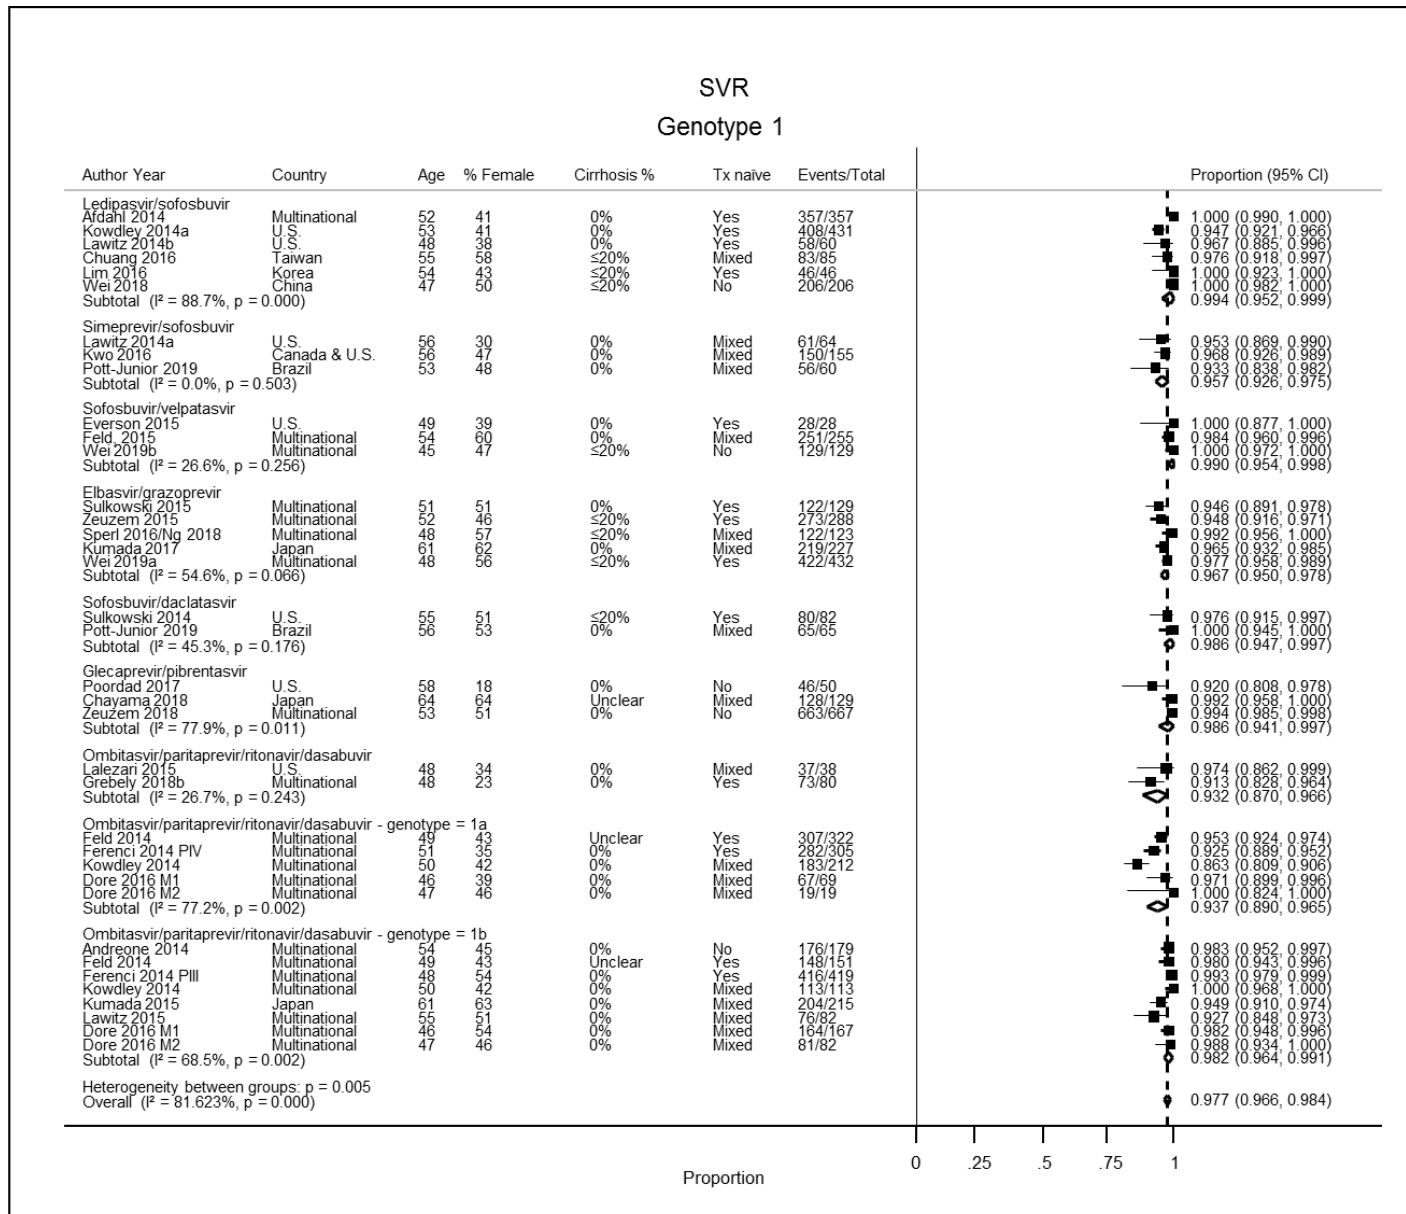 SVR
Genotype 1
Author Year Country Age % Female Cirrhosis % Tx naïve Events/Total Proportion (95% CI)
Ledipasvir/sofosbuvir
Afdahl 2014 Multinational 52 41 0% Yes 357/357 1.000 (0.990, 1.000)
Kowdley 2014a U.S. 53 41 0% Yes 408/431 0.947 (0.921, 0.966)
Lawitz 2014b U.S. 48 38 0% Yes 58/60 0.967 (0.885, 0.996)
Chuang 2016 Taiwan 55 58 ≤20% Mixed 83/85 0.976 (0.918, 0.997)
Lim 2016 Korea 54 43 ≤20% Yes 46/46 1.000 (0.923, 1.000)
Wei 2018 China 47 50 ≤20% No 206/206 1.000 (0.982, 1.000)
Subtotal (I² = 88.7%, p = 0.000) 0.994 (0.952, 0.999)
Simeprevir/sofosbuvir
Lawitz 2014a U.S. 56 30 0% Mixed 61/64 0.953 (0.869, 0.990)
Kwo 2016 Canada & U.S. 56 47 0% Mixed 150/155 0.968 (0.926, 0.989)
Pott-Junior 2019 Brazil 53 48 0% Mixed 56/60 0.933 (0.838, 0.982)
Subtotal (I² = 0.0%, p = 0.503) 0.957 (0.926, 0.975)
Sofosbuvir/velpatasvir
Everson 2015 U.S. 49 39 0% Yes 28/28 1.000 (0.877, 1.000)
Feld, 2015 Multinational 54 60 0% Mixed 251/255 0.984 (0.960, 0.996)
Wei 2019b Multinational 45 47 ≤20% No 129/129 1.000 (0.972, 1.000)
Subtotal (I² = 26.6%, p = 0.256) 0.990 (0.954, 0.998)
Elbasvir/grazoprevir
Sulkowski 2015 Multinational 51 51 0% Yes 122/129 0.946 (0.891, 0.978)
Zeuzem 2015 Multinational 52 46 ≤20% Yes 273/288 0.948 (0.916, 0.971)
Sperl 2016/Ng 2018 Multinational 48 57 ≤20% Mixed 122/123 0.992 (0.956, 1.000)
Kumada 2017 Japan 61 62 0% Mixed 219/227 0.965 (0.932, 0.985)
Wei 2019a Multinational 48 56 ≤20% Yes 422/432 0.977 (0.958, 0.989)
Subtotal (I² = 54.6%, p = 0.066) 0.967 (0.950, 0.978)
Sofosbuvir/daclatasvir
Sulkowski 2014 U.S. 55 51 ≤20% Yes 80/82 0.976 (0.915, 0.997)
Pott-Junior 2019 Brazil 56 53 0% Mixed 65/65 1.000 (0.945, 1.000)
Subtotal (I² = 45.3%, p = 0.176) 0.986 (0.947, 0.997)
Glecaprevir/pibrentasvir
Poordad 2017 U.S. 58 18 0% No 46/50 0.920 (0.808, 0.978)
Chayama 2018 Japan 64 64 Unclear Mixed 128/129 0.992 (0.958, 1.000)
Zeuzem 2018 Multinational 53 51 0% No 663/667 0.994 (0.985, 0.998)
Subtotal (I² = 77.9%, p = 0.011) 0.986 (0.941, 0.997)
Ombitasvir/paritaprevir/ritonavir/dasabuvir
Lalezari 2015 U.S. 48 34 0% Mixed 37/38 0.974 (0.862, 0.999)
Grebely 2018b Multinational 48 23 0% Yes 73/80 0.913 (0.828, 0.964)
Subtotal (I² = 26.7%, p = 0.243) 0.932 (0.870, 0.966)
Ombitasvir/paritaprevir/ritonavir/dasabuvir - genotype = 1a
Feld 2014 Multinational 49 43 Unclear Yes 307/322 0.953 (0.924, 0.974)
Ferenci 2014 PIV Multinational 51 35 0% Yes 282/305 0.925 (0.889, 0.952)
Kowdley 2014 Multinational 50 42 0% Mixed 183/212 0.863 (0.809, 0.906)
Dore 2016 M1 Multinational 46 39 0% Mixed 67/69 0.971 (0.899, 0.996)
Dore 2016 M2 Multinational 47 46 0% Mixed 19/19 1.000 (0.824, 1.000)
Subtotal (I² = 77.2%, p = 0.002) 0.937 (0.890, 0.965)
Ombitasvir/paritaprevir/ritonavir/dasabuvir - genotype = 1b
Andreone 2014 Multinational 54 45 0% No 176/179 0.983 (0.952, 0.997)
Feld 2014 Multinational 49 43 Unclear Yes 148/151 0.980 (0.943, 0.996)
Ferenci 2014 PIII Multinational 48 54 0% Yes 416/419 0.993 (0.979, 0.999)
Kowdley 2014 Multinational 50 42 0% Mixed 113/113 1.000 (0.968, 1.000)
Kumada 2015 Japan 61 63 0% Mixed 204/215 0.949 (0.910, 0.974)
Lawitz 2015 Multinational 55 51 0% Mixed 76/82 0.927 (0.848, 0.973)
Dore 2016 M1 Multinational 46 54 0% Mixed 164/167 0.982 (0.948, 0.996)
Dore 2016 M2 Multinational 47 46 0% Mixed 81/82 0.988 (0.934, 1.000)
Subtotal (I² = 68.5%, p = 0.002) 0.982 (0.964, 0.991)
Heterogeneity between groups: p = 0.005
Overall (I² = 81.623%, p = 0.000) 0.977 (0.966, 0.984)
0 .25 .5 .75 1
Proportion